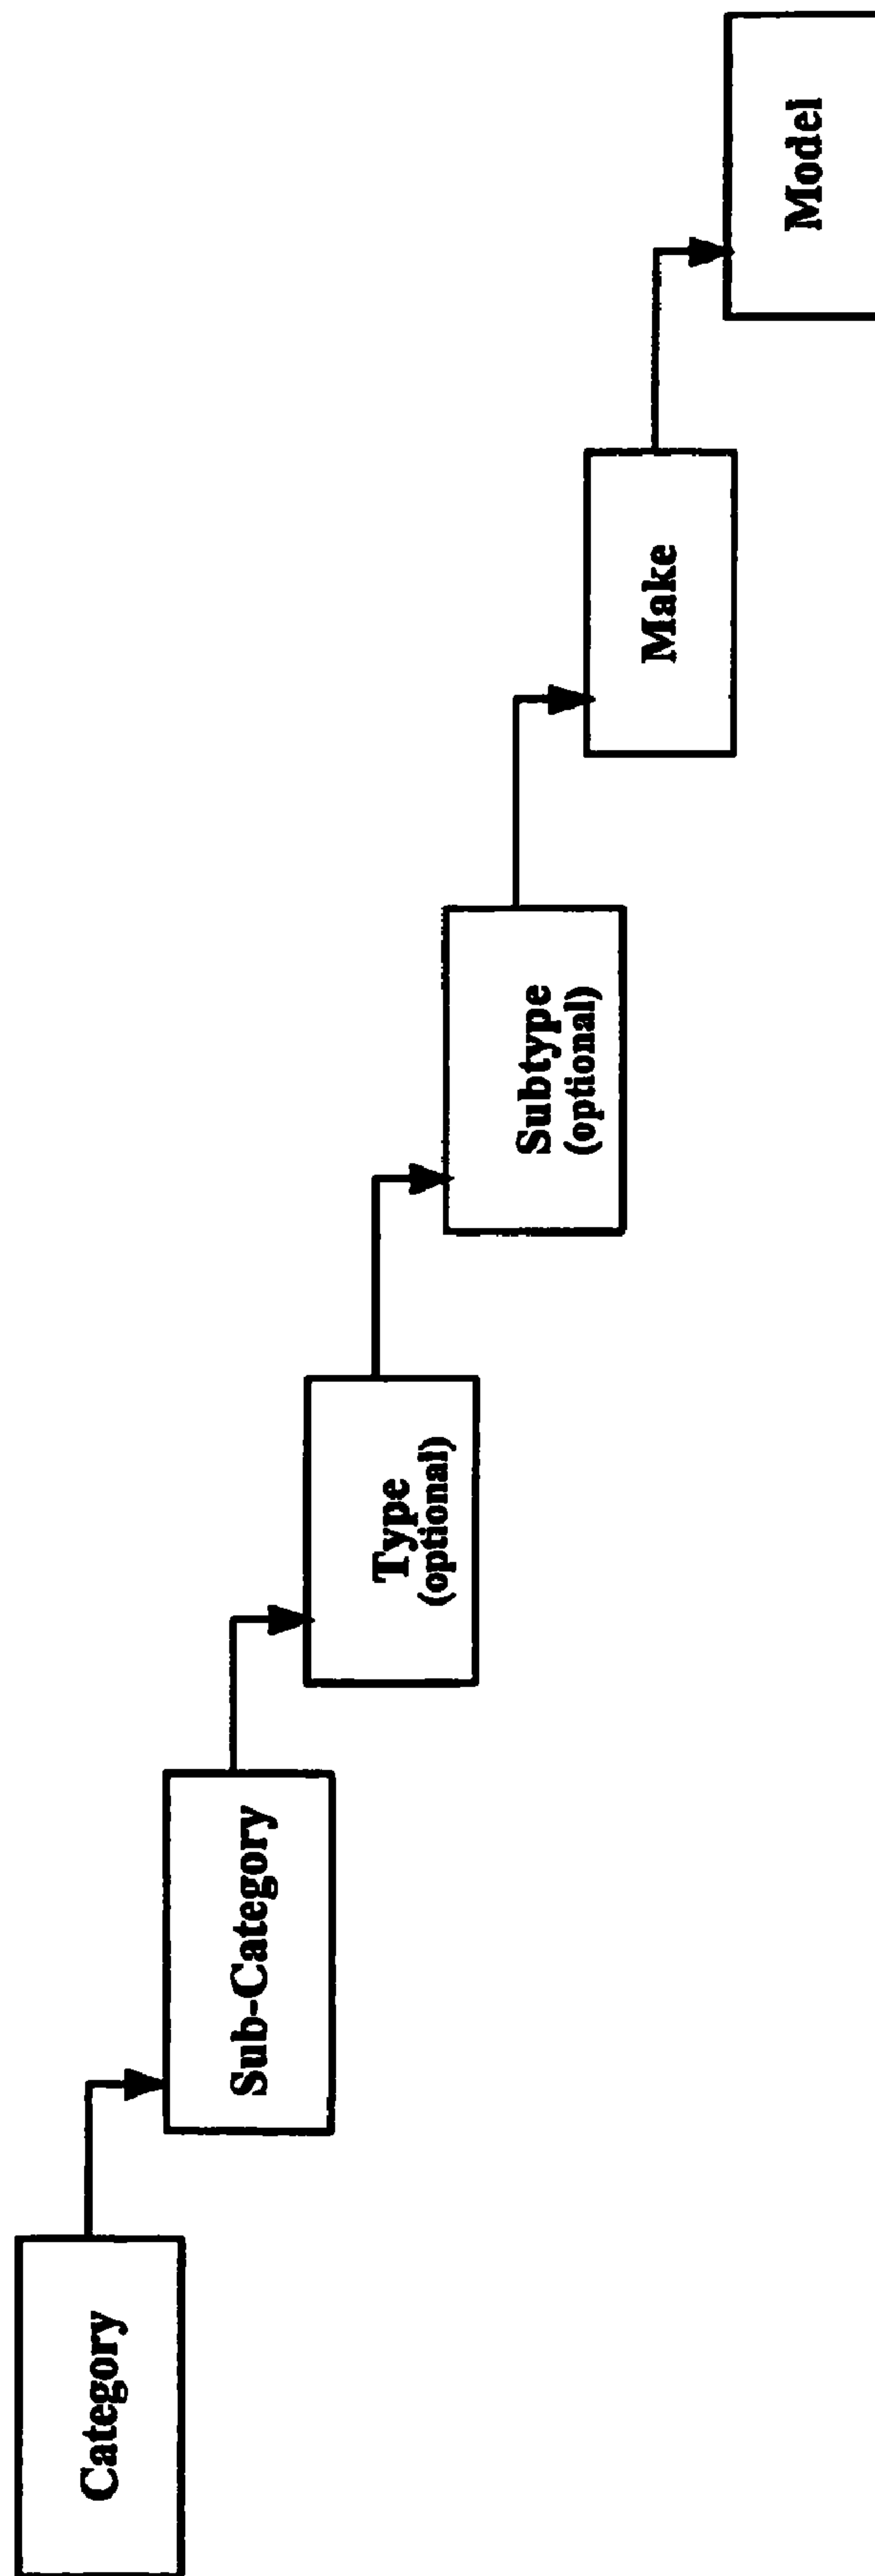 Category
Sub-Category
Type
(optional)
Subtype
(optional)
Make
Model